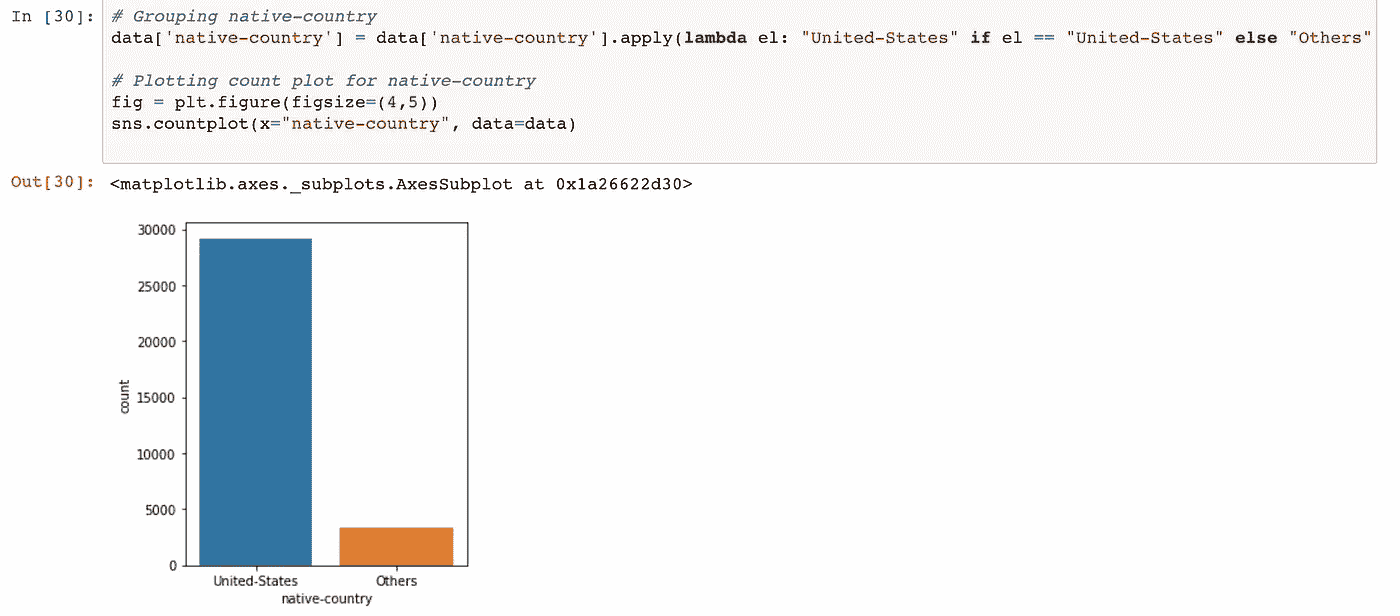 In [30]: # Grouping native-country
data['native-country'] = data['native-country'].apply(lambda el: "United-States" if el == "United-States" else "Others"
# Plotting count plot for native-country
fig = plt.figure(figsize=(4,5))
sns.countplot(x="native-country", data=data)
Out[30]: <matplotlib.axes._subplots.AxesSubplot at 0x1a26622d30>
30000
25000
20000
15000
10000
5000
0
count
United-States Others
native-country